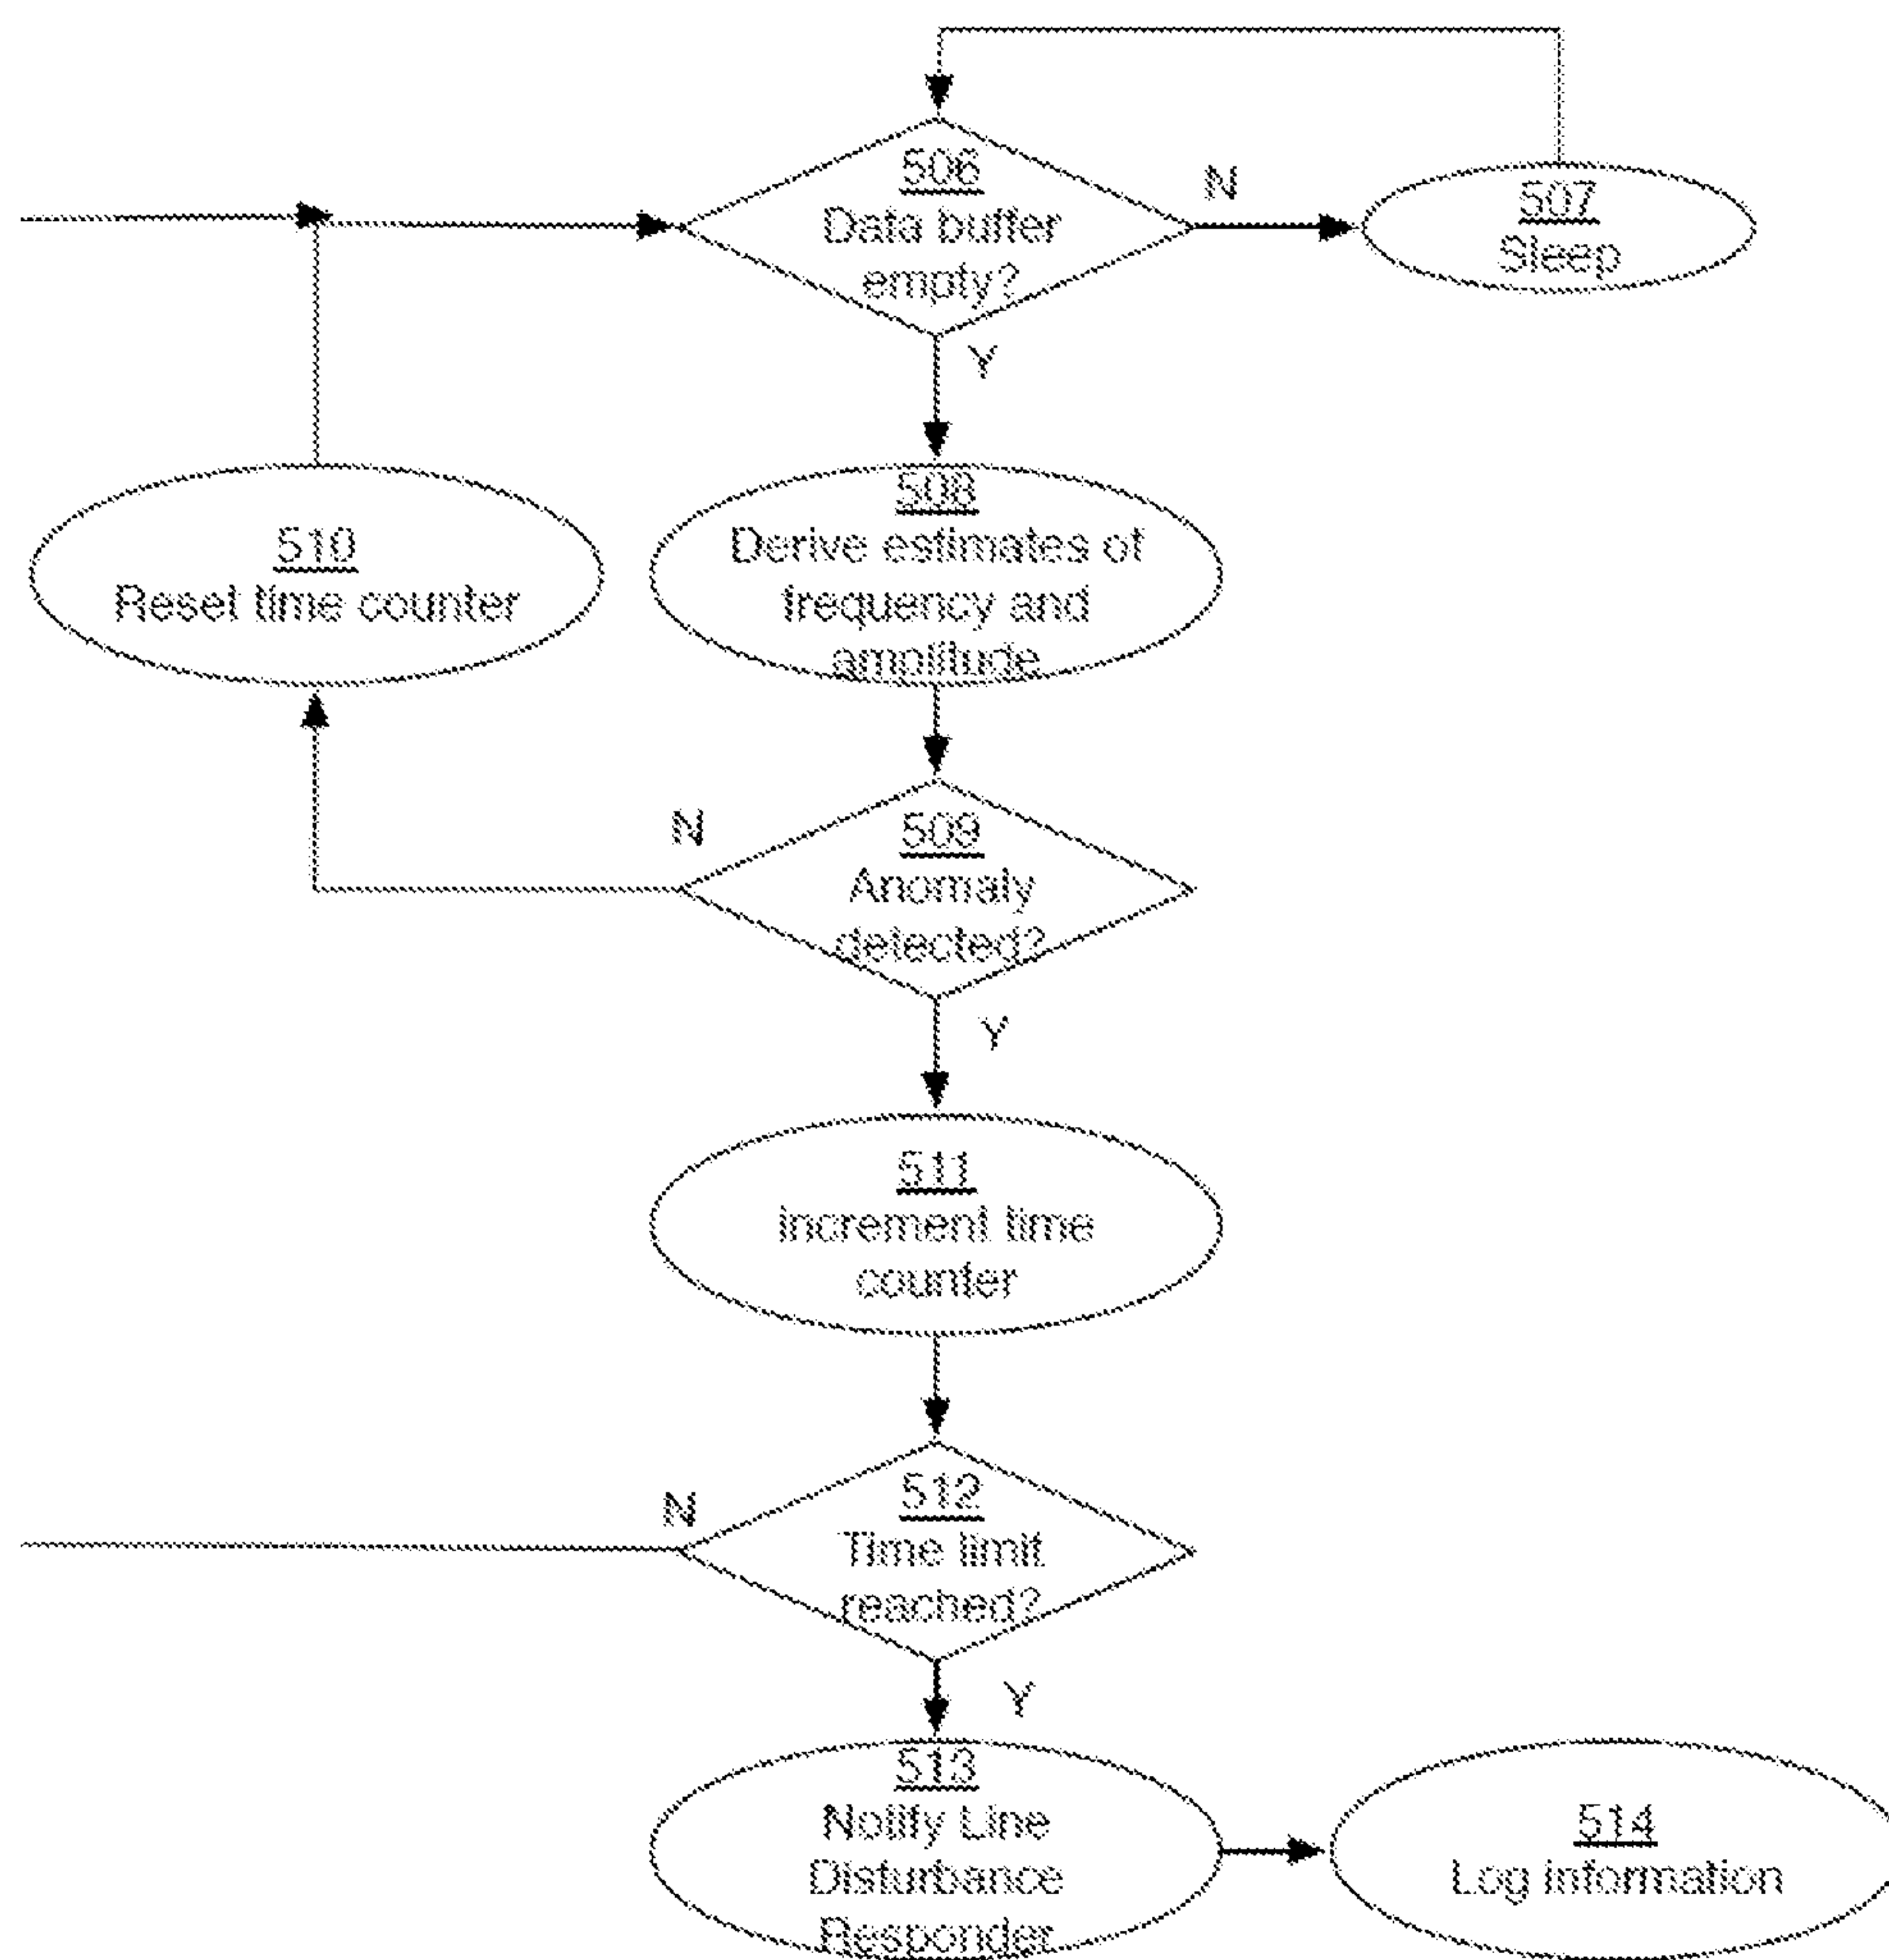 506
Data buffer
empty?
N
507
Sleep
Y
510
Reset time counter
508
Derive estimates of
frequency and
amplitude
N
509
Anomaly
detected?
Y
511
Increment time
counter
N
512
Time limit
reached?
Y
513
Notify Line
Disturbance
Responder
514
Log information